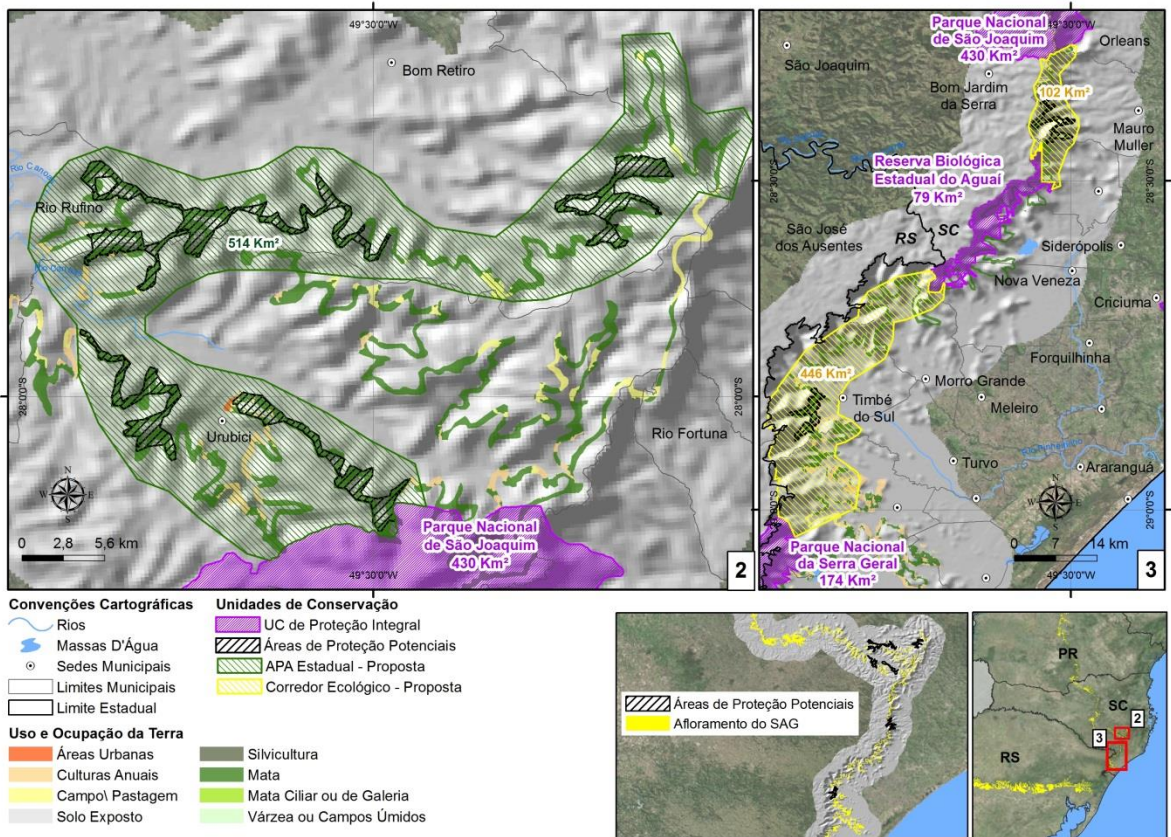 49°30'0"W
Bom Retiro
Rio Canoas
Rio Rufino
514 Km²
Rio Canoas
28°0'0"S
Urubici
Rio Fortuna
N
W E
S
0 2,8 5,6 km
Parque Nacional
de São Joaquim
430 Km²
49°30'0"W
2
49°30'0"W
Parque Nacional
de São Joaquim
430 Km²
Orleans
São Joaquim
Bom Jardim
da Serra
102 Km²
Mauro
Muller
Reserva Biológica
Estadual do Aguaí
79 Km²
28°30'0"S
28°30'0"S
São José
dos Ausentes
RS
SC
Siderópolis
Nova Veneza
Criciuma
Forquilhinha
446 Km²
Morro Grande
Timbé
do Sul
Meleiro
Turvo
Araranguá
29°0'0"S
29°0'0"S
N
W E
S
0 7 14 km
Parque Nacional
da Serra Geral
174 Km²
49°30'0"W
3
Convenções Cartográficas
Rios
Massas D'Água
Sedes Municipais
Limites Municipais
Limite Estadual
Unidades de Conservação
UC de Proteção Integral
Áreas de Proteção Potenciais
APA Estadual - Proposta
Corredor Ecológico - Proposta
Uso e Ocupação da Terra
Áreas Urbanas
Culturas Anuais
Campo\ Pastagem
Solo Exposto
Silvicultura
Mata
Mata Ciliar ou de Galeria
Várzea ou Campos Úmidos
Áreas de Proteção Potenciais
Afloramento do SAG
PR
SC
2
3
RS